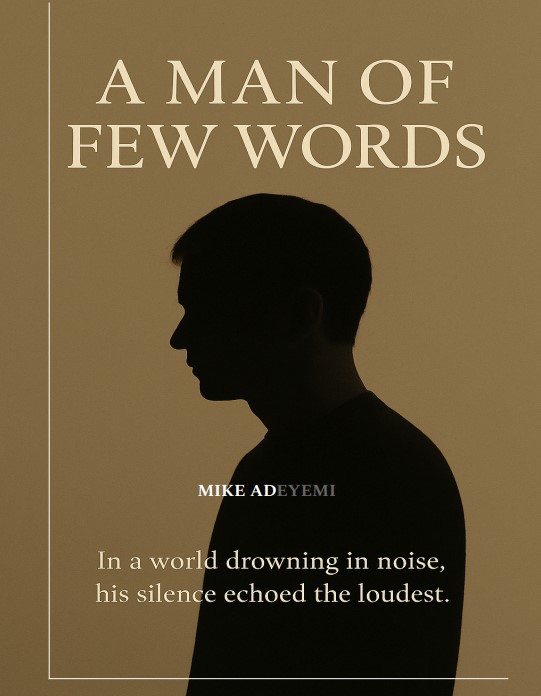 A MAN OF
FEW WORDS
MIKE ADEYEMI
In a world drowning in noise,
his silence echoed the loudest.